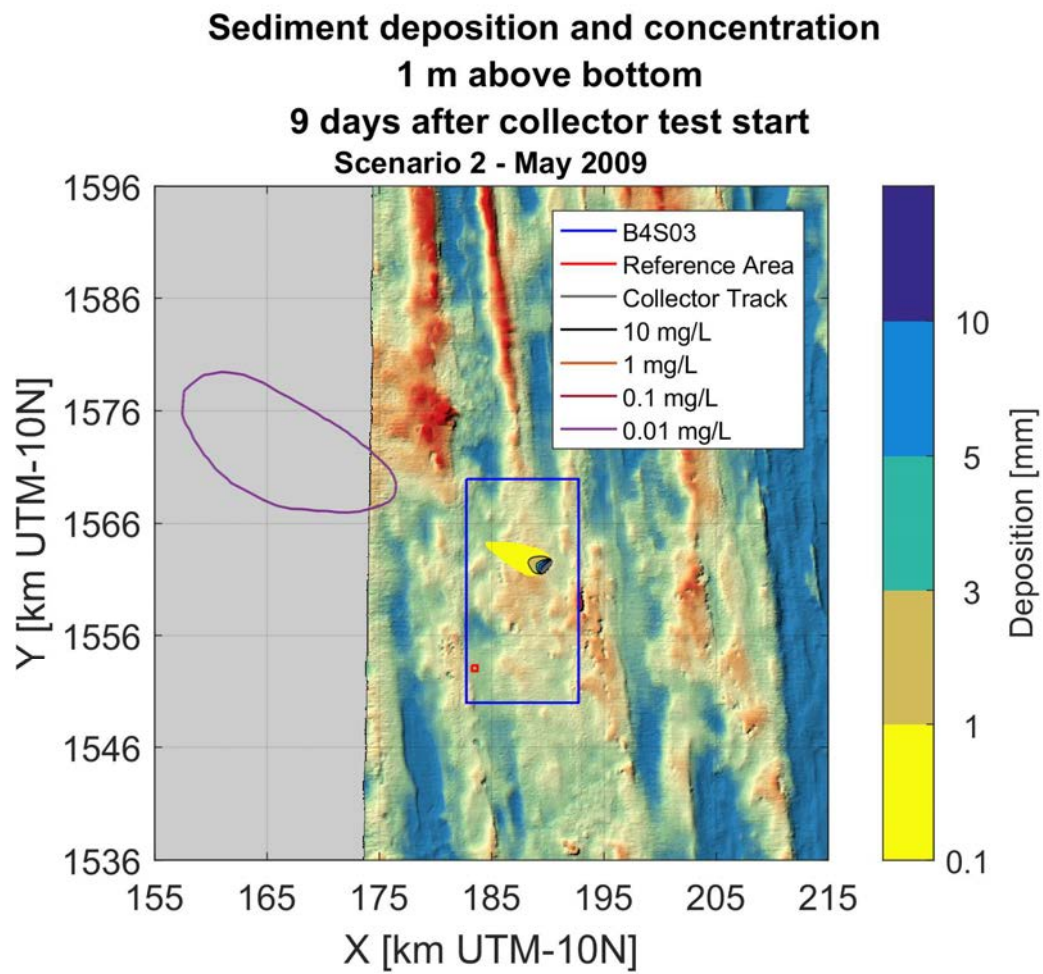 Sediment deposition and concentration
1 m above bottom
9 days after collector test start
Scenario 2 - May 2009
B4S03
Reference Area
Collector Track
10 mg/L
1 mg/L
0.1 mg/L
0.01 mg/L
Y [km UTM-10N]
1596
1586
1576
1566
1556
1546
1536
155
165
175
185
195
205
215
X [km UTM-10N]
10
5
3
1
0.1
Deposition [mm]